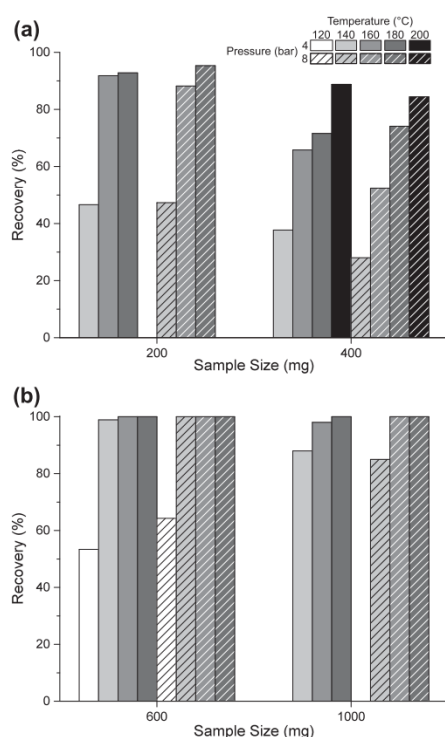 (a)
Temperature (°C)
120 140 160 180 200
Pressure (bar) 4
8
Recovery (%)
100
80
60
40
20
0
200 400
Sample Size (mg)
(b)
Recovery (%)
100
80
60
40
20
0
600 1000
Sample Size (mg)